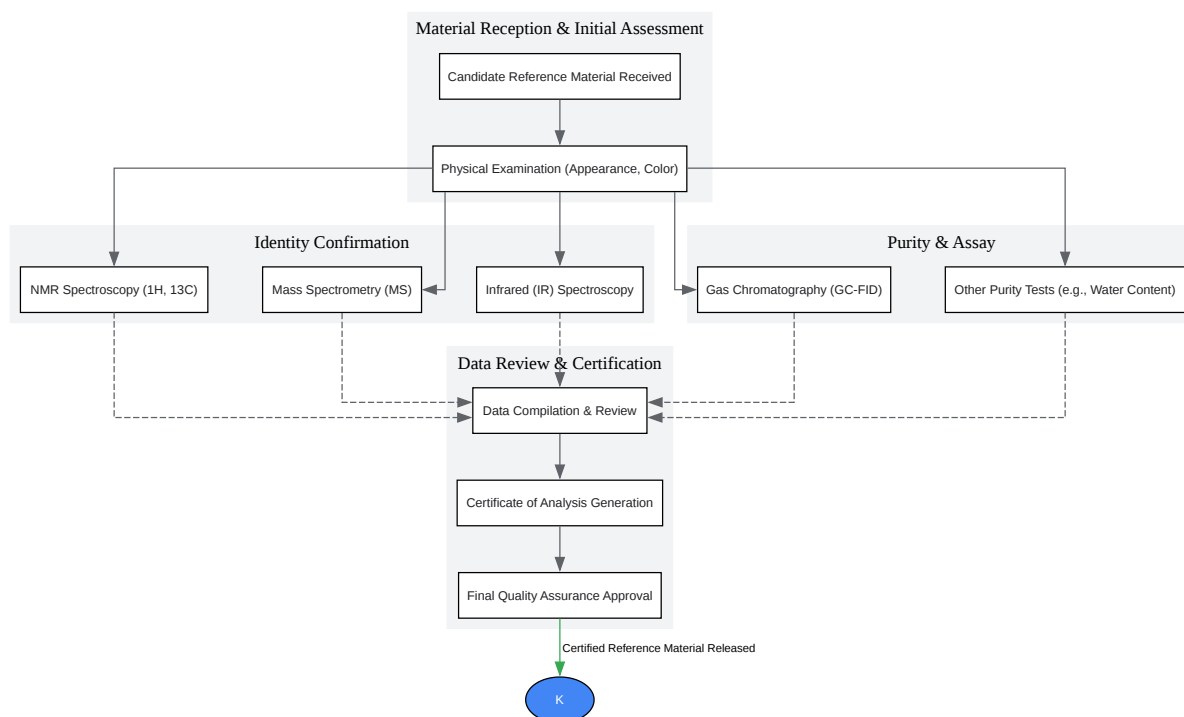 Material Reception & Initial Assessment
Candidate Reference Material Received
Physical Examination (Appearance, Color)
Identity Confirmation
Purity & Assay
NMR Spectroscopy (1H, 13C)
Mass Spectrometry (MS)
Infrared (IR) Spectroscopy
Gas Chromatography (GC-FID)
Other Purity Tests (e.g., Water Content)
Data Review & Certification
Data Compilation & Review
Certificate of Analysis Generation
Final Quality Assurance Approval
Certified Reference Material Released
K